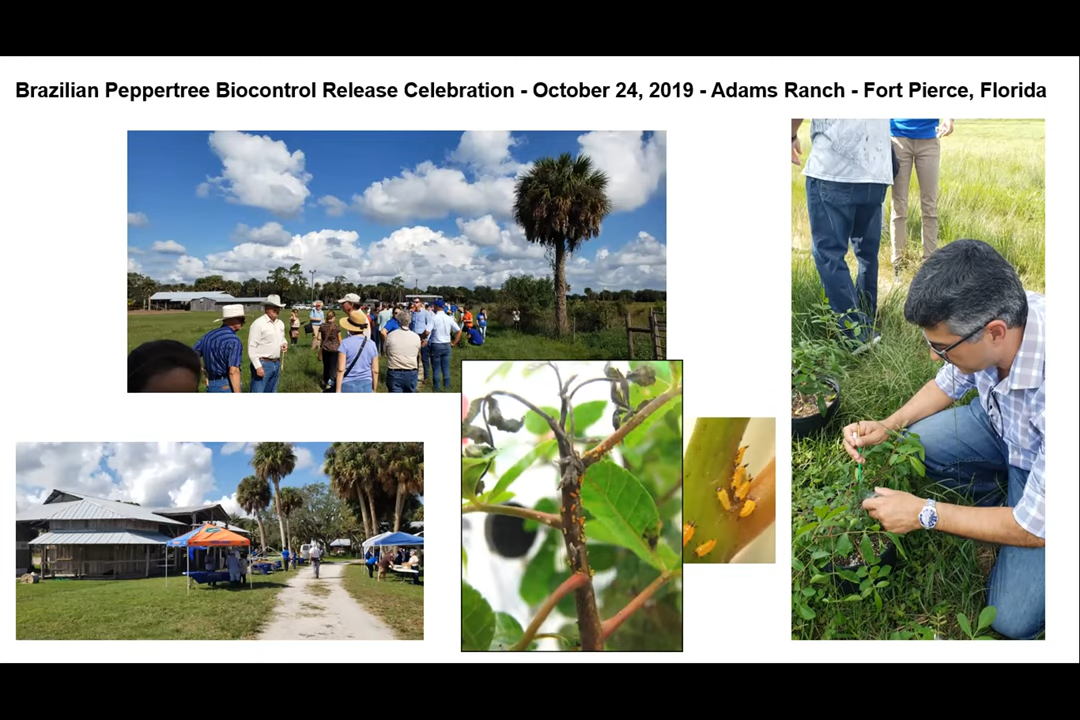 Brazilian Peppertree Biocontrol Release Celebration - October 24, 2019 - Adams Ranch - Fort Pierce, Florida